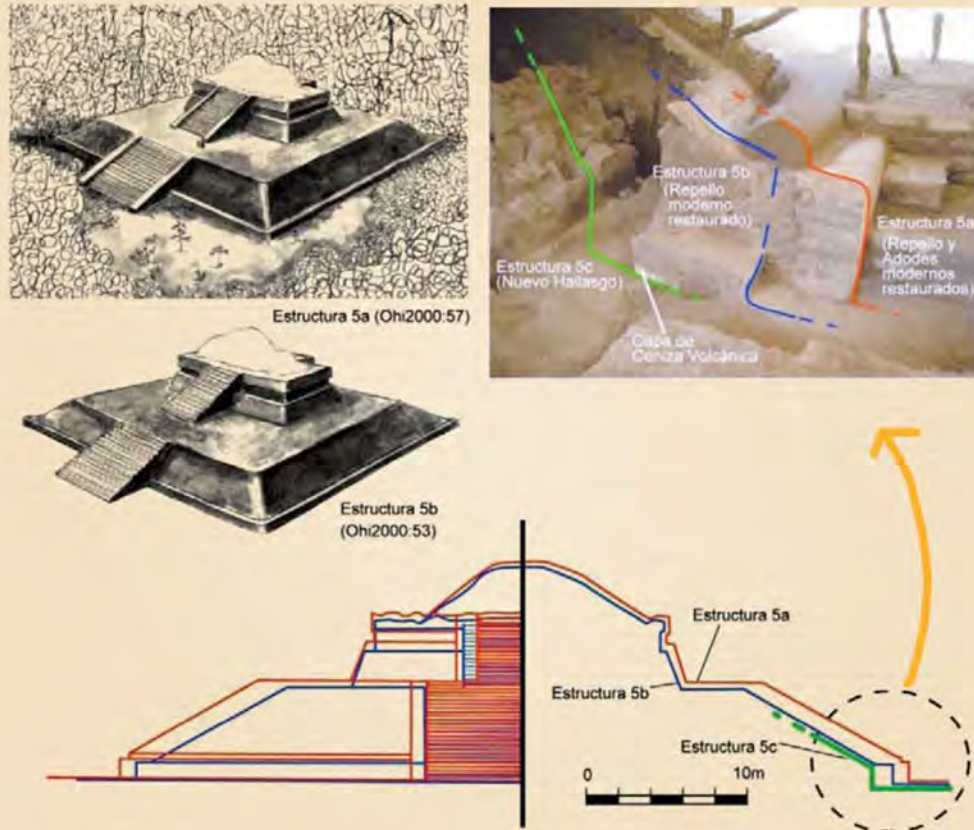 Estructura 5a (Ohi2000:57)
Estructura 5b
(Repello
moderno
restaurado)
Estructura 5a
(Repello y
Adodes
modernos
restaurados)
Estructura 5c
(Nuevo Hallasgo)
Capa de
Ceniza Volcánica
Estructura 5b
(Ohi2000:53)
Estructura 5a
Estructura 5b
Estructura 5c
0 10m